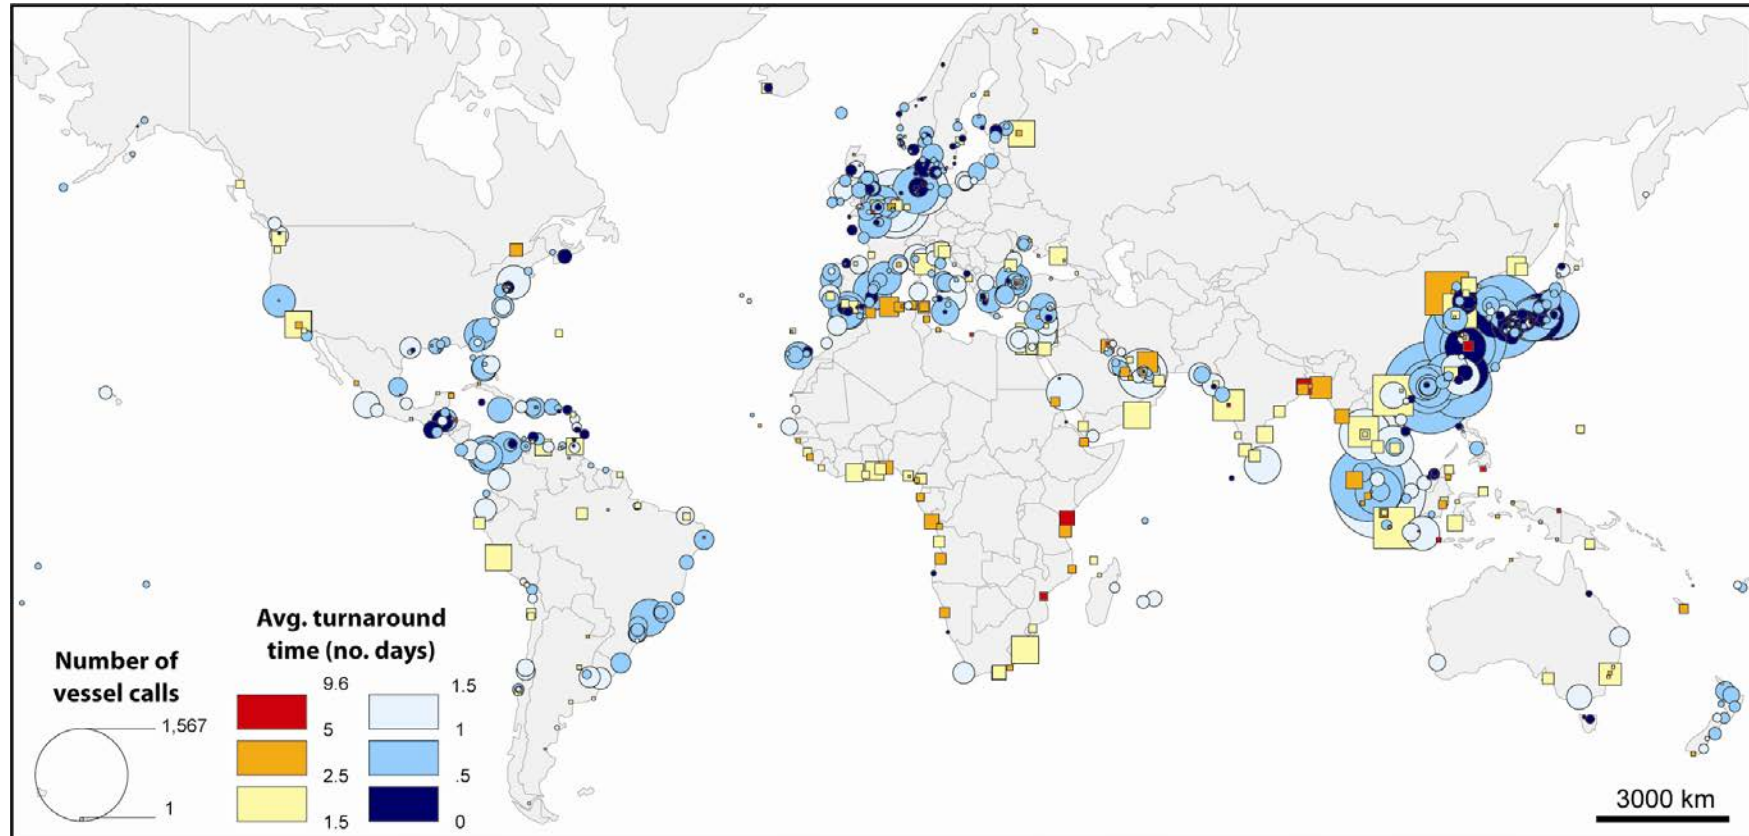 Number of
vessel calls
1,567
1
Avg. turnaround
time (no. days)
9.6
5
2.5
1.5
1.5
1
.5
0
3000 km